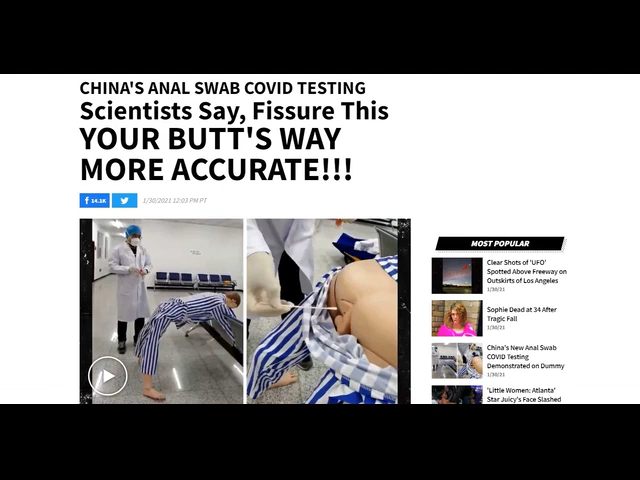 CHINA'S ANAL SWAB COVID TESTING
Scientists Say, Fissure This
YOUR BUTT'S WAY
MORE ACCURATE!!!
14.1K
1/30/2021 12:03 PM PT
MOST POPULAR
Clear Shots of 'UFO'
Spotted Above Freeway on
Outskirts of Los Angeles
1/30/21
Sophie Dead at 34 After
Tragic Fall
1/30/21
China's New Anal Swab
COVID Testing
Demonstrated on Dummy
1/30/21
'Little Women: Atlanta'
Star Juicy's Face Slashed